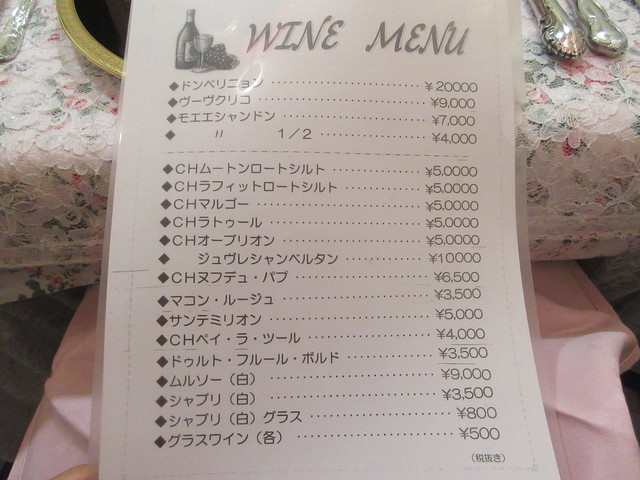 WINE MENU
◆ドンペリニョン ¥20000
◆ヴーヴクリコ ¥9,000
◆モエエシャンドン ¥7,000
◆ 〃 1/2 ¥4,000
◆CHムートンロートシルト ¥5,0000
◆CHラフィットロートシルト ¥5,0000
◆CHマルゴー ¥5,0000
◆CHラトゥール ¥5,0000
◆CHオーブリオン ¥5,0000
◆ ジュヴレシャンベルタン ¥10000
◆CHヌフデュ・パプ ¥6,500
◆マコン・ルージュ ¥3,500
◆サンテミリオン ¥5,000
◆CHペイ・ラ・ツール ¥4,000
◆ドゥルト・フルール・ボルド ¥3,500
◆ムルソー（白） ¥9,000
◆シャブリ（白） ¥3,500
◆シャブリ（白）グラス ¥800
◆グラスワイン（各） ¥500
（税抜き）